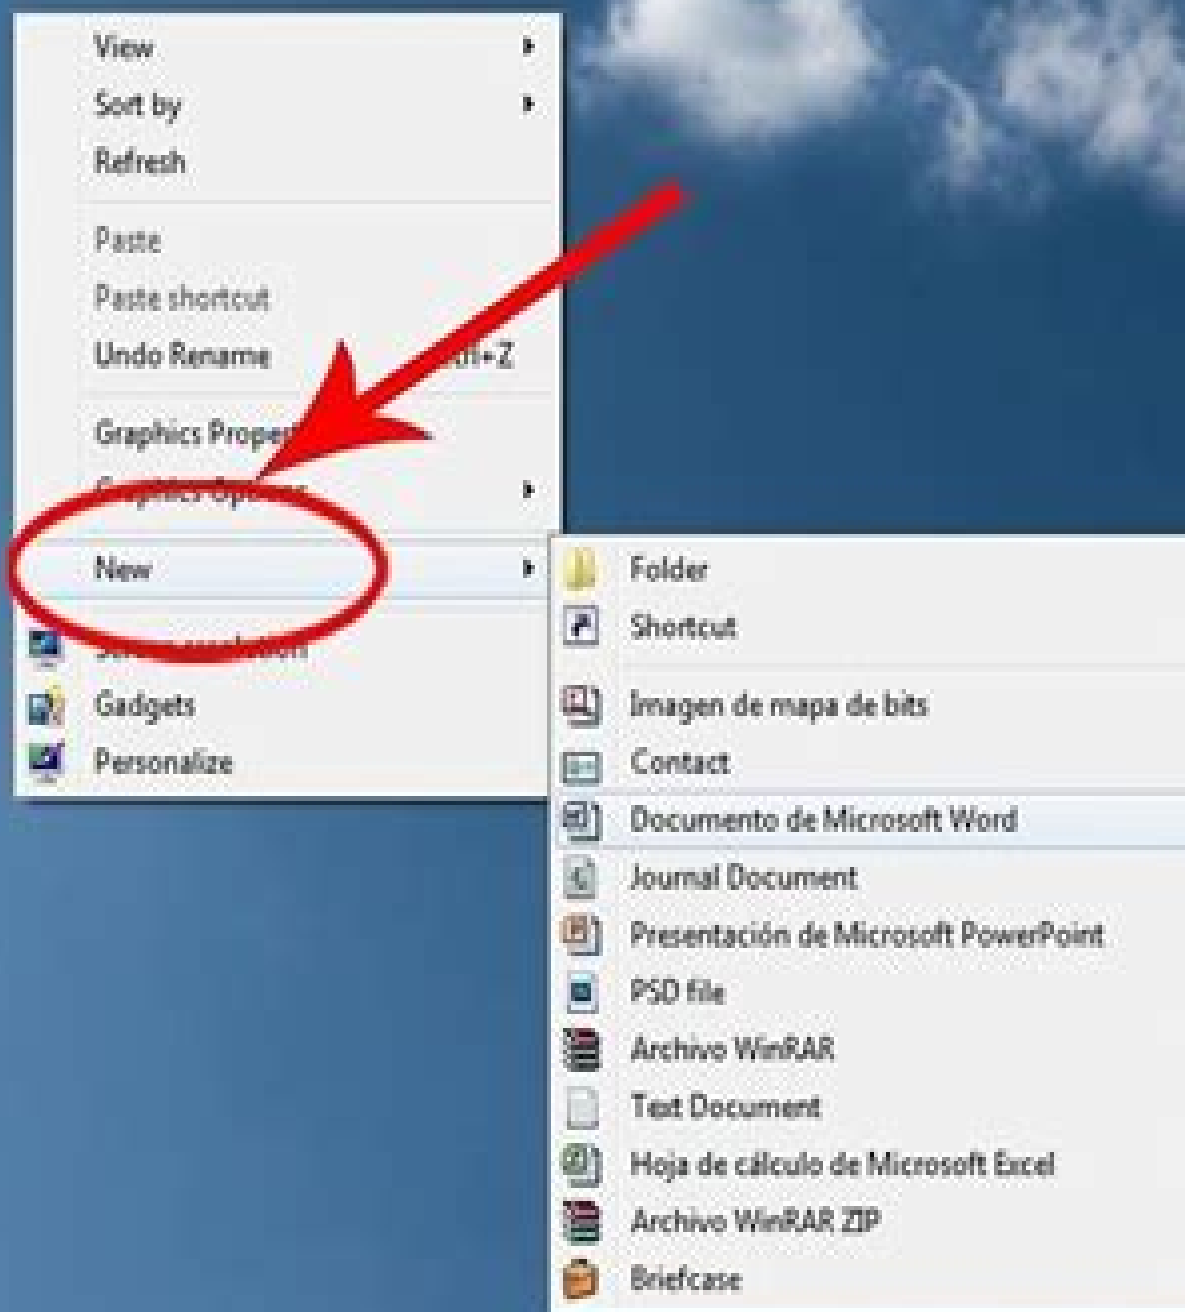 View
Sort by
Refresh
Paste
Paste shortcut
Undo Rename
Graphics
Graphics
New
Gadgets
Personalize
Folder
Shortcut
Imagen de mapa de bits
Contact
Documento de Microsoft Word
Journal Document
Presentación de Microsoft PowerPoint
PSD file
Archivo WinRAR
Text Document
Hoja de cálculo de Microsoft Excel
Archivo WinRAR ZIP
Briefcase